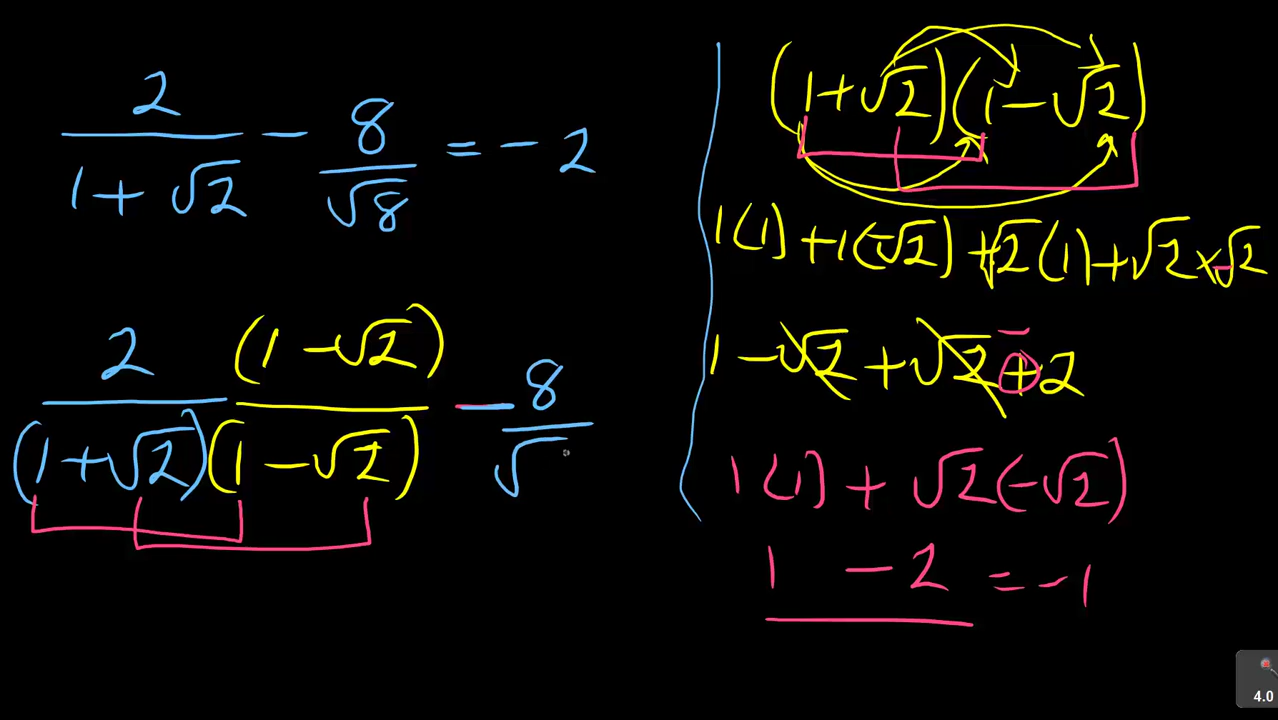 2/(1 + √2) − 8/√8 = − 2
2/(1 + √2) (1 − √2)/(1 − √2) − 8/√
(1 + √2)(1 − √2)
1(1) + 1(−√2) + √2(1) + √2 × −√2
1 − √2 + √2 + 2
−
1(1) + √2(−√2)
1 − 2 = −1
4.0